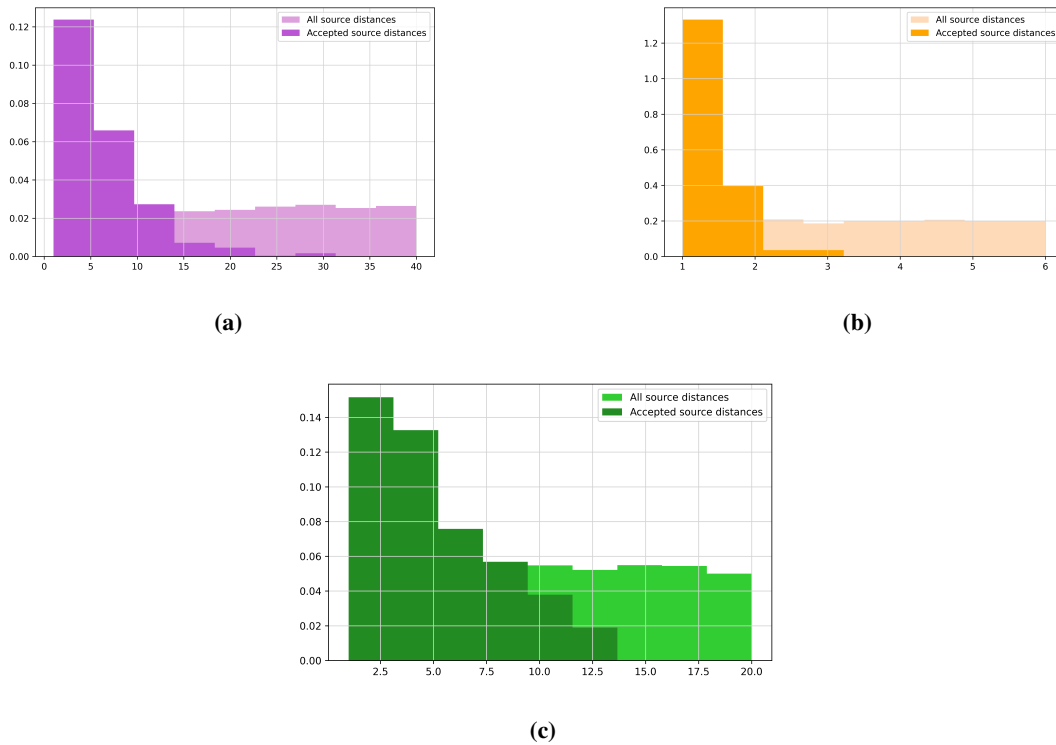 0.12
0.10
0.08
0.06
0.04
0.02
0.00
0 5 10 15 20 25 30 35 40
All source distances
Accepted source distances
(a)
1.2
1.0
0.8
0.6
0.4
0.2
0.0
1 2 3 4 5 6
All source distances
Accepted source distances
(b)
0.14
0.12
0.10
0.08
0.06
0.04
0.02
0.00
2.5 5.0 7.5 10.0 12.5 15.0 17.5 20.0
All source distances
Accepted source distances
(c)